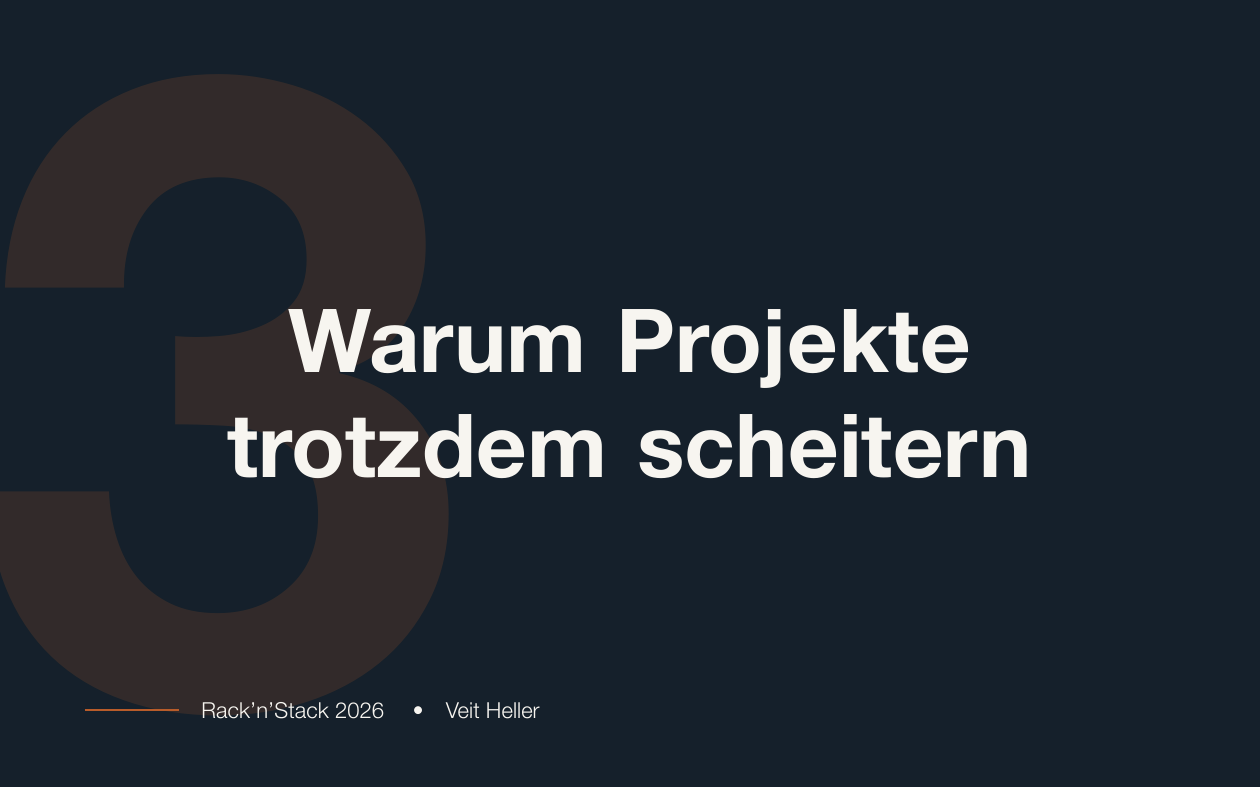 3
Warum Projekte
trotzdem scheitern
Rack’n’Stack 2026 • Veit Heller